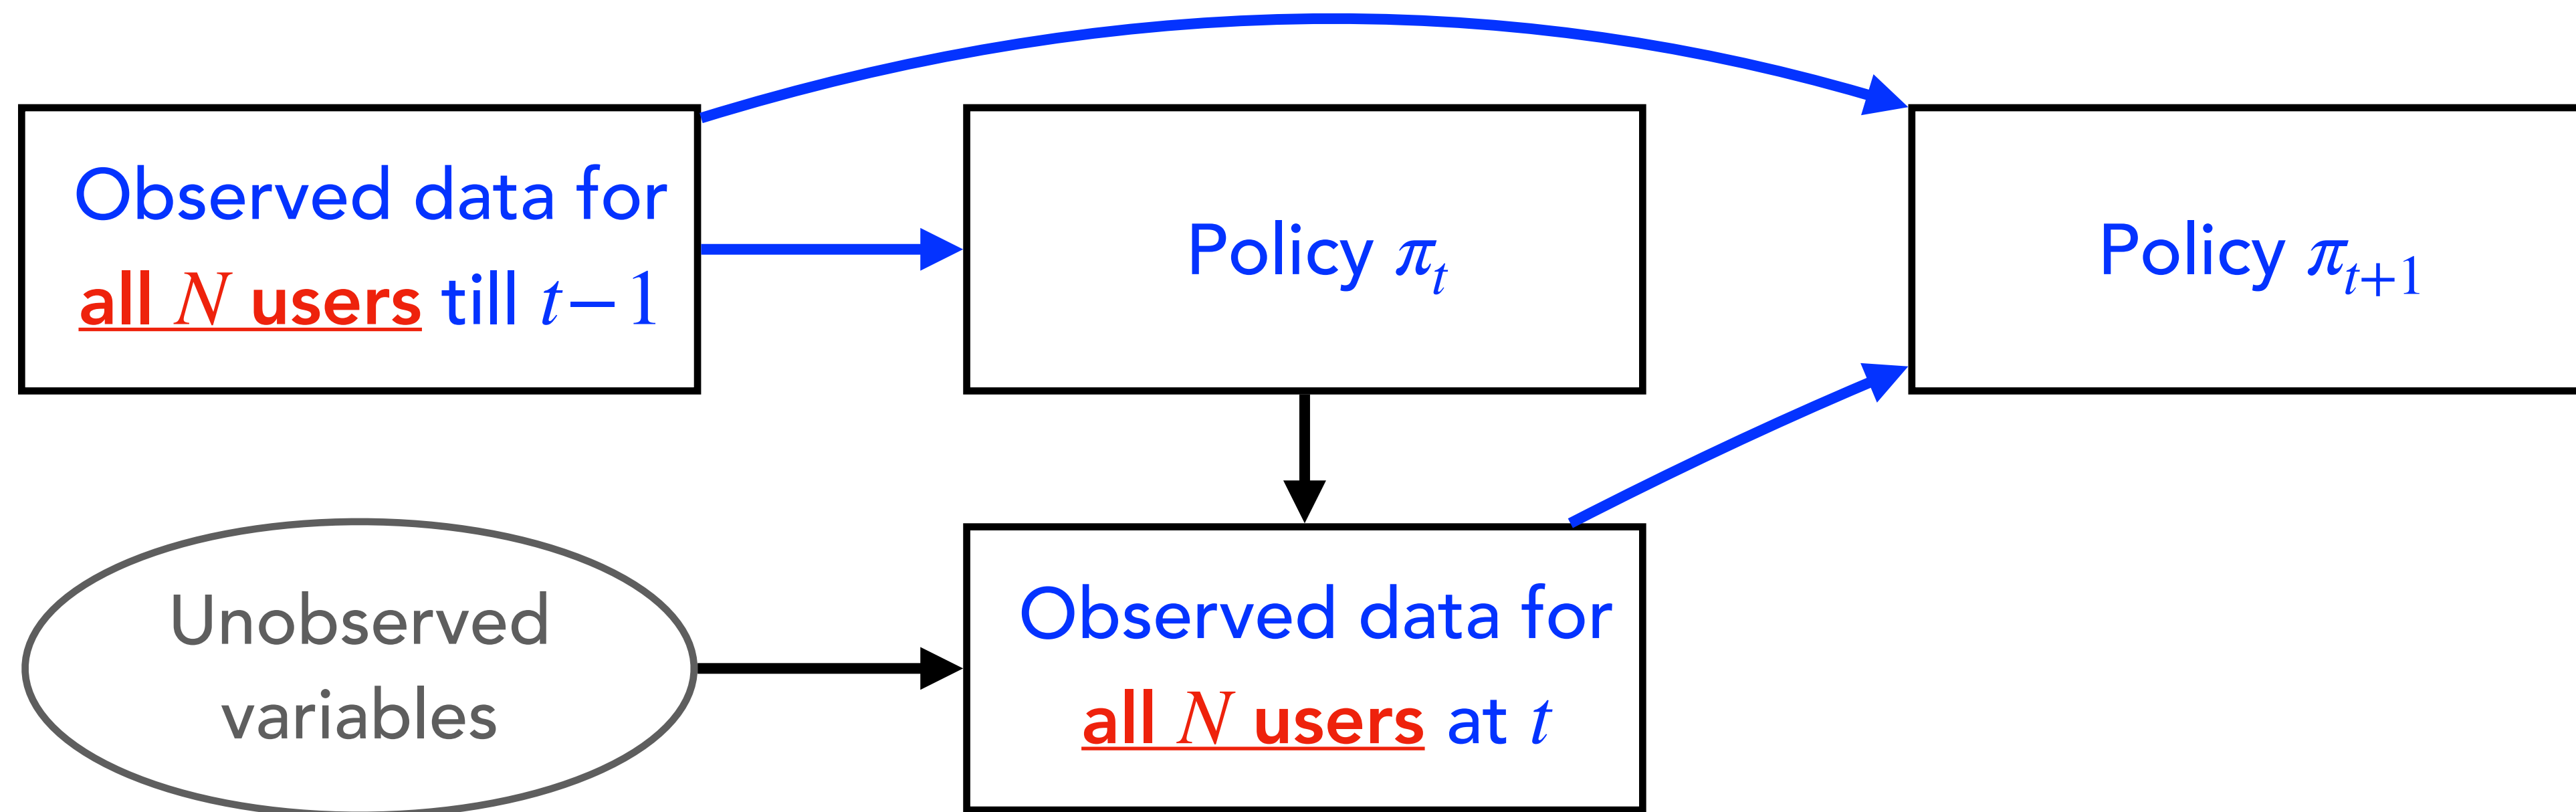 Observed data for
all N users till t−1
Policy πₜ
Policy πₜ₊₁
Unobserved
variables
Observed data for
all N users at t